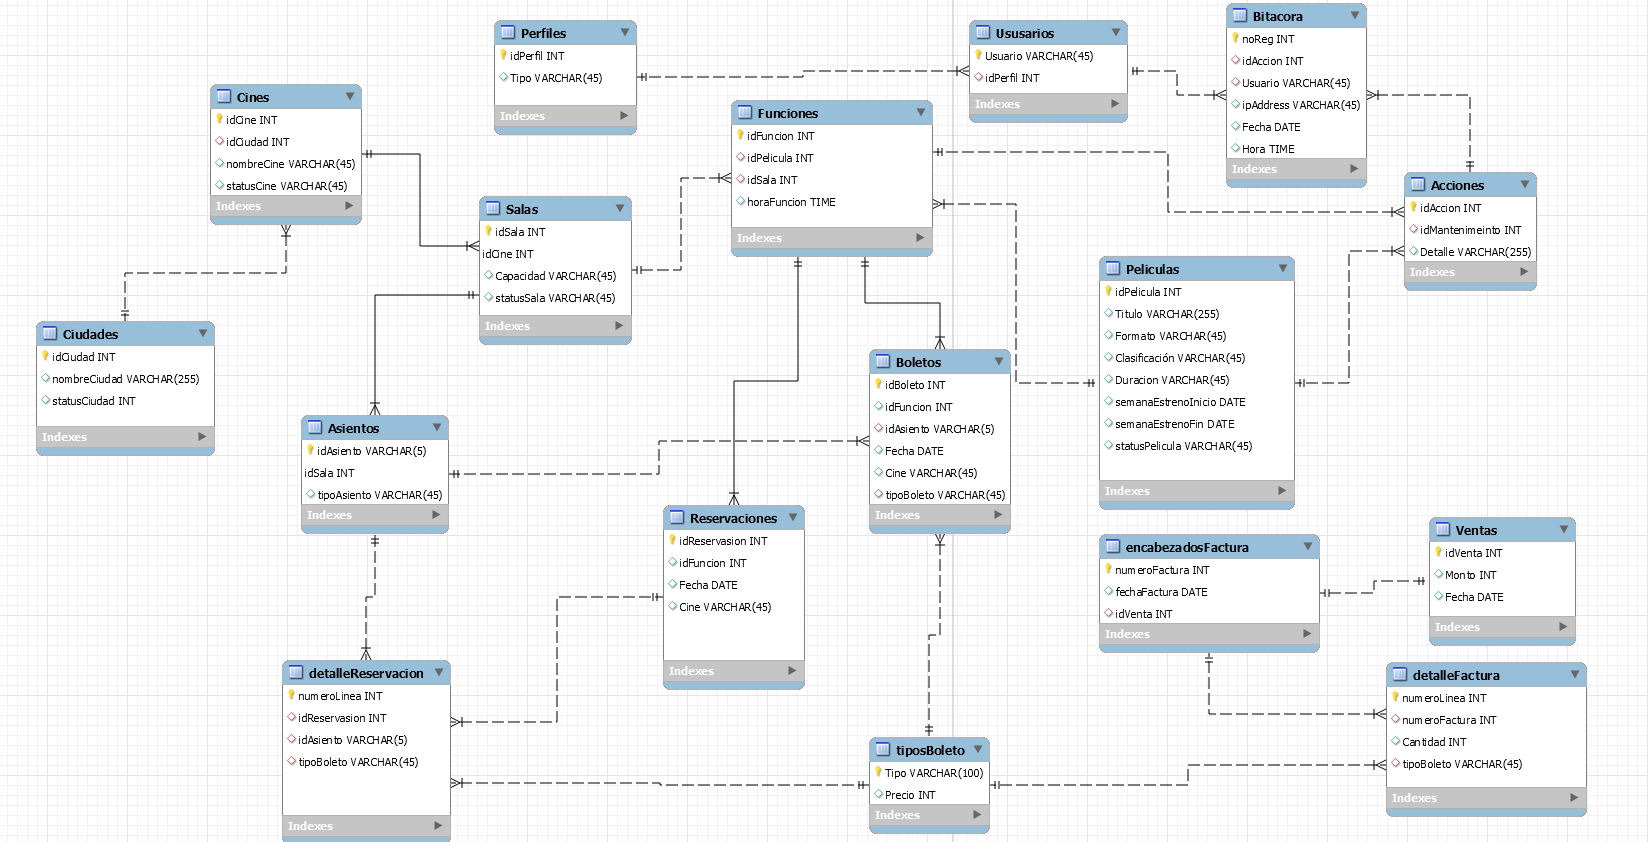 Perfiles
idPerfil INT
Tipo VARCHAR(45)
Indexes
Ususarios
Usuario VARCHAR(45)
idPerfil INT
Indexes
Bitacora
noReg INT
idAccion INT
Usuario VARCHAR(45)
ipAddress VARCHAR(45)
Fecha DATE
Hora TIME
Indexes
Cines
idCine INT
idCiudad INT
nombreCine VARCHAR(45)
statusCine VARCHAR(45)
Indexes
Funciones
idFuncion INT
idPelicula INT
idSala INT
horaFuncion TIME
Indexes
Acciones
idAccion INT
idMantenimeinto INT
Detalle VARCHAR(255)
Indexes
Salas
idSala INT
idCine INT
Capacidad VARCHAR(45)
statusSala VARCHAR(45)
Indexes
Peliculas
idPelicula INT
Titulo VARCHAR(255)
Formato VARCHAR(45)
Clasificación VARCHAR(45)
Duracion VARCHAR(45)
semanaEstrenoInicio DATE
semanaEstrenoFin DATE
statusPelicula VARCHAR(45)
Indexes
Ciudades
idCiudad INT
nombreCiudad VARCHAR(255)
statusCiudad INT
Indexes
Boletos
idBoleto INT
idFuncion INT
idAsiento VARCHAR(5)
Fecha DATE
Cine VARCHAR(45)
tipoBoleto VARCHAR(45)
Indexes
Asientos
idAsiento VARCHAR(5)
idSala INT
tipoAsiento VARCHAR(45)
Indexes
Reservaciones
idReservasion INT
idFuncion INT
Fecha DATE
Cine VARCHAR(45)
Indexes
encabezadosFactura
numeroFactura INT
fechaFactura DATE
idVenta INT
Indexes
Ventas
idVenta INT
Monto INT
Fecha DATE
Indexes
detalleReservacion
numeroLinea INT
idReservasion INT
idAsiento VARCHAR(5)
tipoBoleto VARCHAR(45)
Indexes
tiposBoleto
Tipo VARCHAR(100)
Precio INT
Indexes
detalleFactura
numeroLinea INT
numeroFactura INT
Cantidad INT
tipoBoleto VARCHAR(45)
Indexes